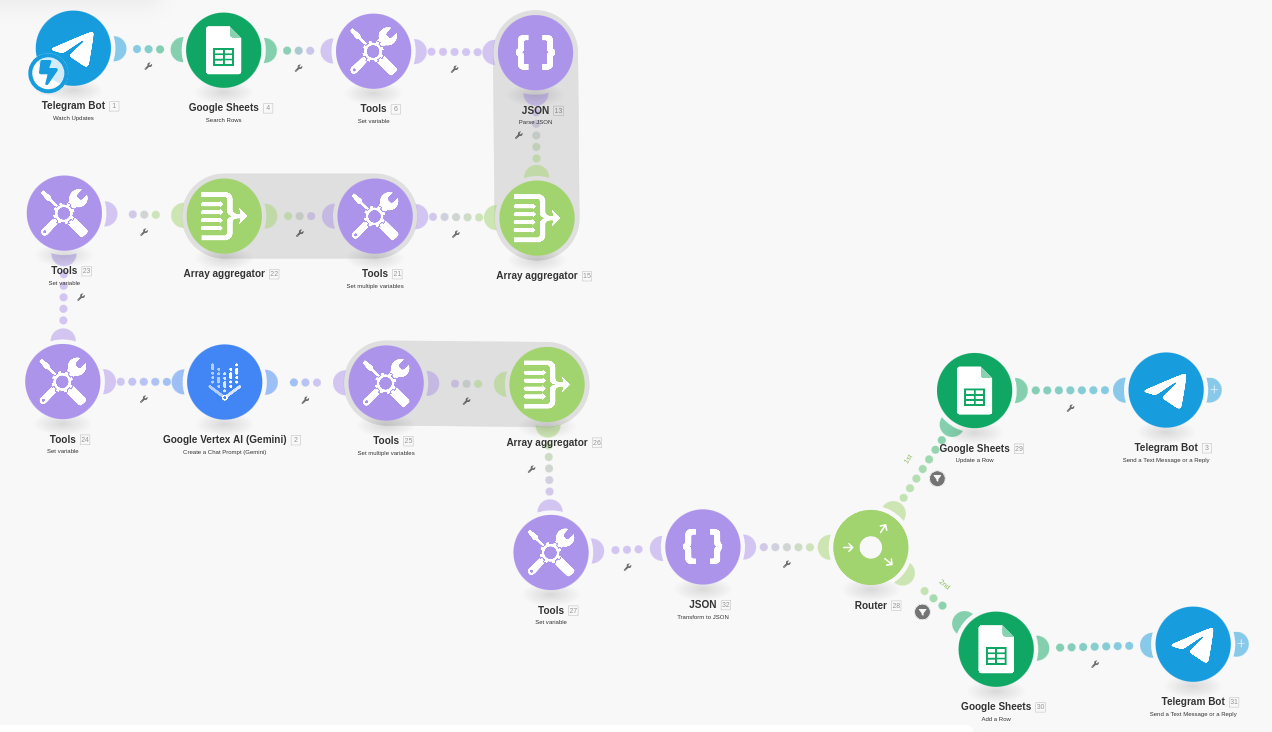 Telegram Bot 1
Watch Updates
Google Sheets 4
Search Rows
Tools 6
Set variable
JSON 13
Parse JSON
Tools 23
Set variable
Array aggregator 22
Tools 21
Set multiple variables
Array aggregator 15
Tools 24
Set variable
Google Vertex AI (Gemini) 2
Create a Chat Prompt (Gemini)
Tools 25
Set multiple variables
Array aggregator 26
Google Sheets 29
Update a Row
Telegram Bot 3
Send a Text Message or a Reply
1st
Tools 27
Set variable
JSON 32
Transform to JSON
Router 28
2nd
Google Sheets 30
Add a Row
Telegram Bot 31
Send a Text Message or a Reply